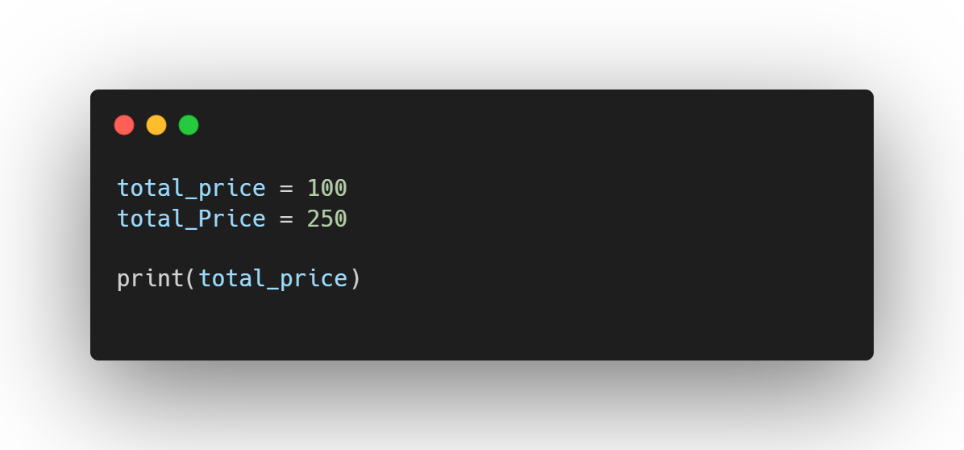 total_price = 100
total_Price = 250
print(total_price)